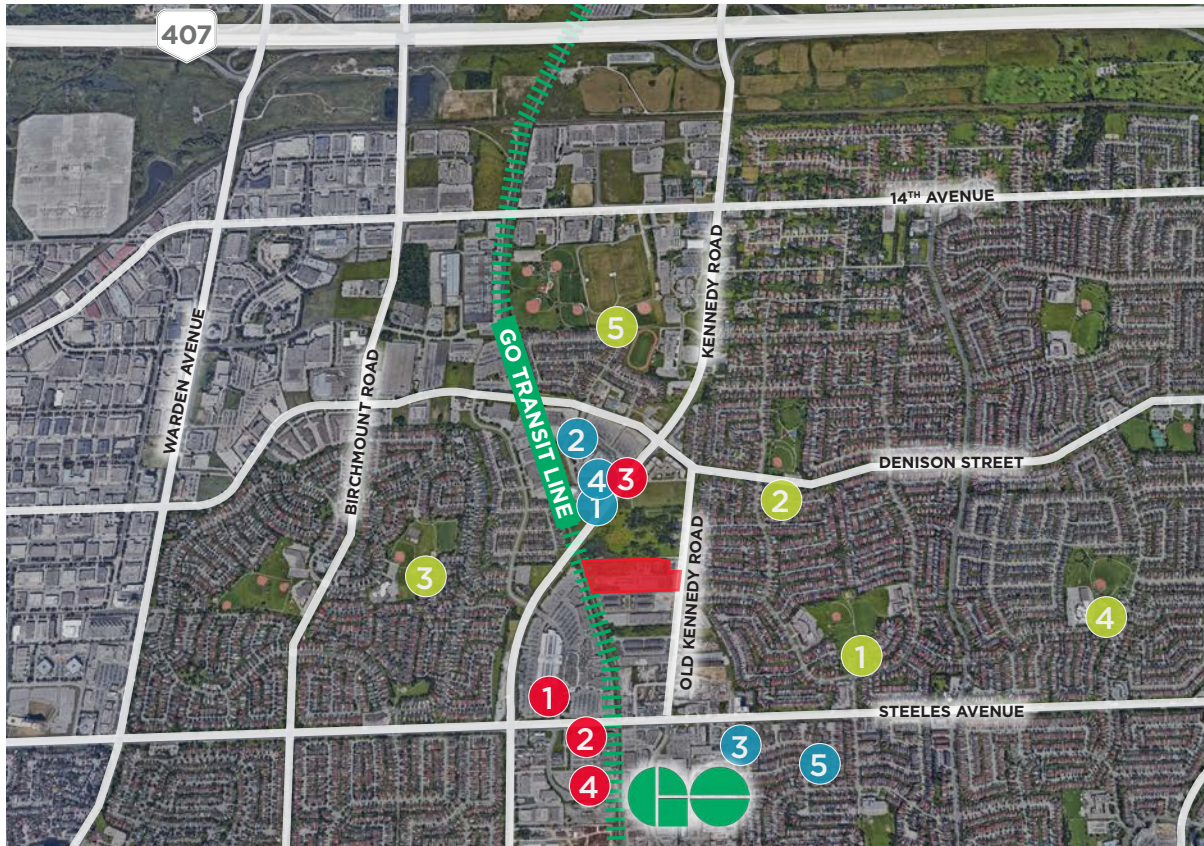 407
14TH AVENUE
KENNEDY ROAD
WARDEN AVENUE
BIRCHMOUNT ROAD
GO TRANSIT LINE
5
2
4
3
1
DENISON STREET
2
3
OLD KENNEDY ROAD
4
1
1
STEELES AVENUE
2
3
5
4
GO